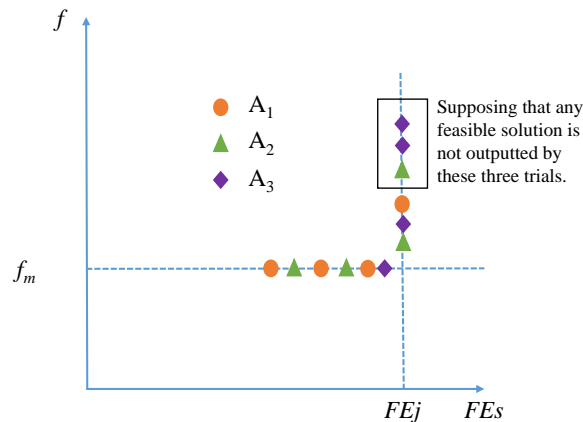 f
A1
A2
A3
Supposing that any
feasible solution is
not outputted by
these three trials.
fm
FEj
FEs